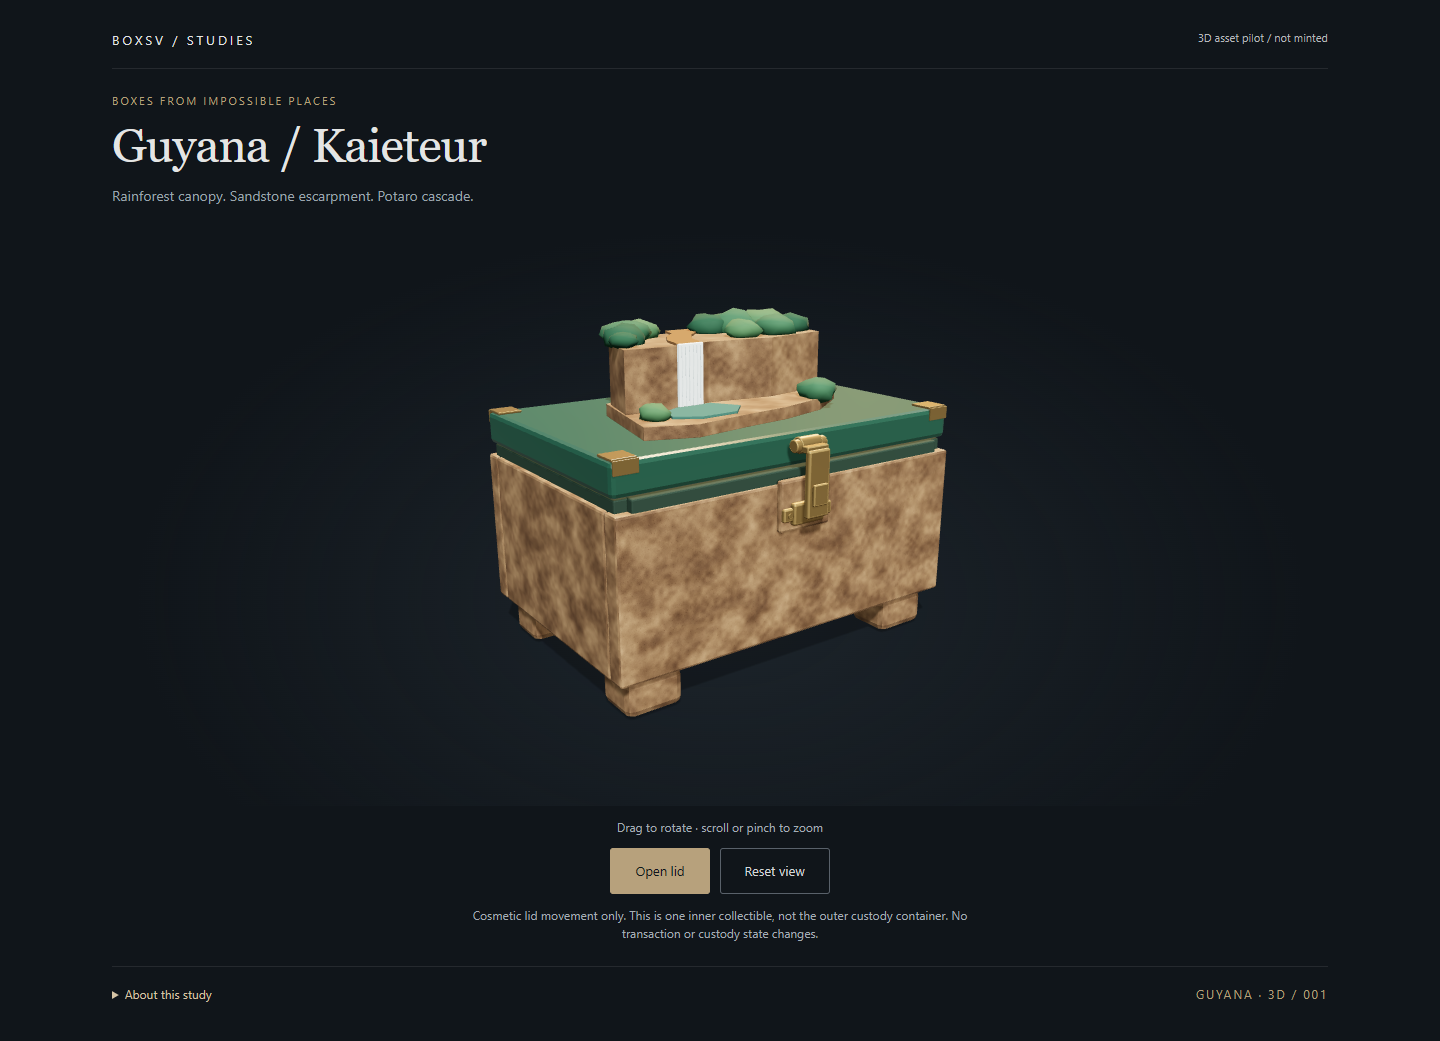 BOXSV / STUDIES
3D asset pilot / not minted
BOXES FROM IMPOSSIBLE PLACES
Guyana / Kaieteur
Rainforest canopy. Sandstone escarpment. Potaro cascade.
Drag to rotate · scroll or pinch to zoom
Open lid
Reset view
Cosmetic lid movement only. This is one inner collectible, not the outer custody container. No
transaction or custody state changes.
About this study
GUYANA · 3D / 001